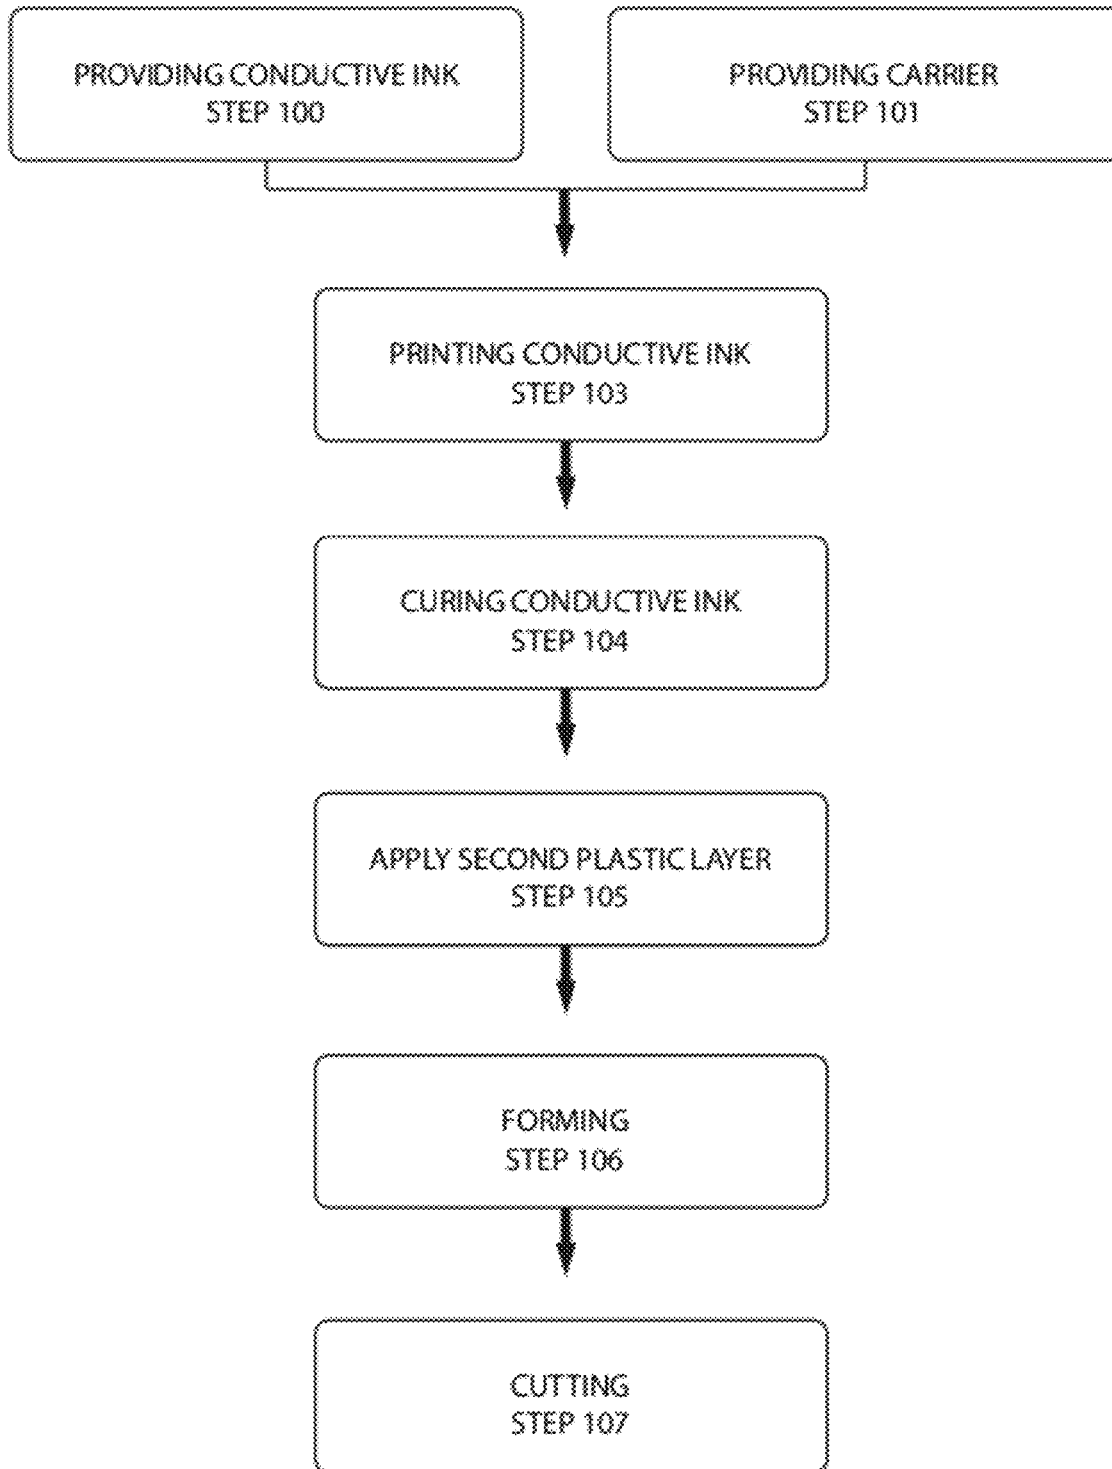 PROVIDING CONDUCTIVE INK
STEP 100
PROVIDING CARRIER
STEP 101
PRINTING CONDUCTIVE INK
STEP 103
CURING CONDUCTIVE INK
STEP 104
APPLY SECOND PLASTIC LAYER
STEP 105
FORMING
STEP 106
CUTTING
STEP 107